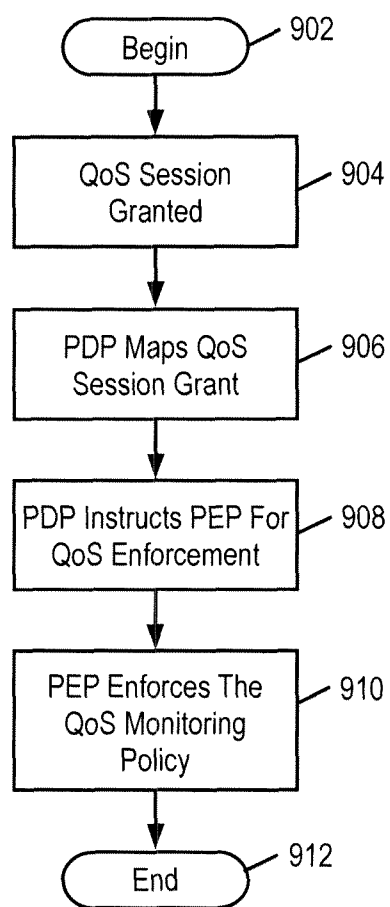 Begin
902
QoS Session
Granted
904
PDP Maps QoS
Session Grant
906
PDP Instructs PEP For
QoS Enforcement
908
PEP Enforces The
QoS Monitoring
Policy
910
End
912